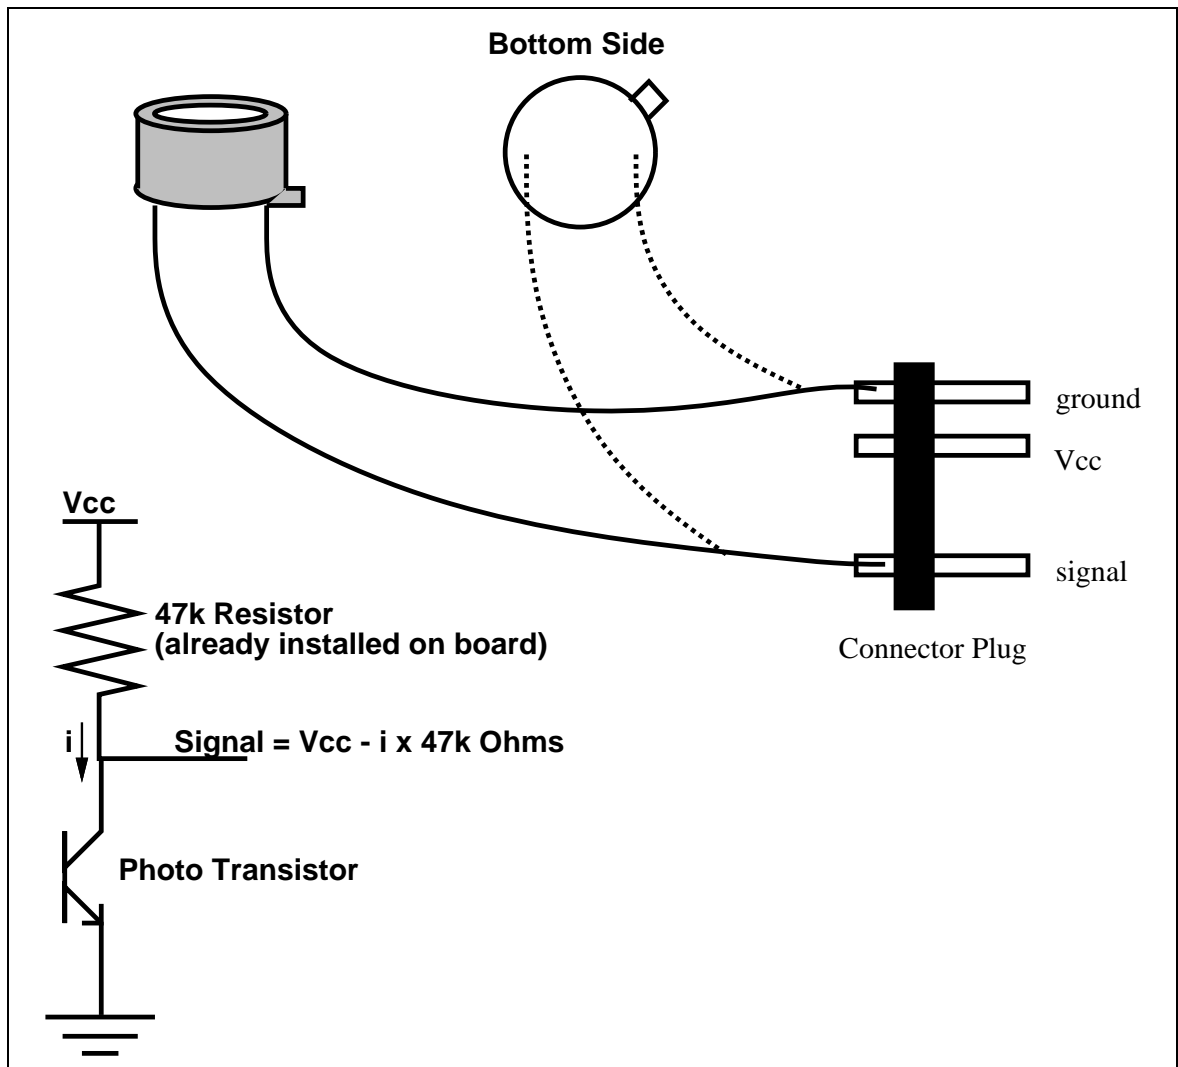 Bottom Side
ground
Vcc
signal
Connector Plug
Vcc
47k Resistor
(already installed on board)
i
Signal = Vcc - i x 47k Ohms
Photo Transistor